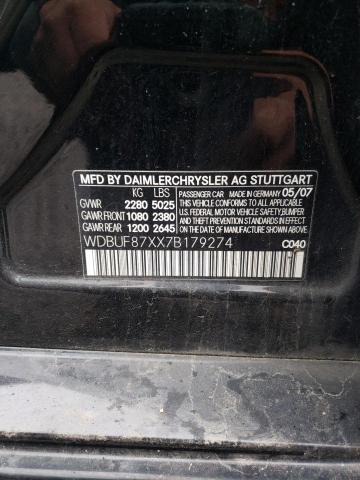 MFD BY DAIMLERCHRYSLER AG STUTTGART
KG LBS MADE IN GERMANY 05/07
GVWR 2280 5025 THIS VEHICLE CONFORMS TO ALL APPLICABLE
GAWR FRONT 1080 2380 U.S. FEDERAL MOTOR VEHICLE SAFETY, BUMPER,
GAWR REAR 1200 2645 AND THEFT PREVENTION STANDARDS IN EFFECT
ON THE DATE OF MANUFACTURE SHOWN ABOVE.
WDBUF87XX7B179274 C040
PASSENGER CAR